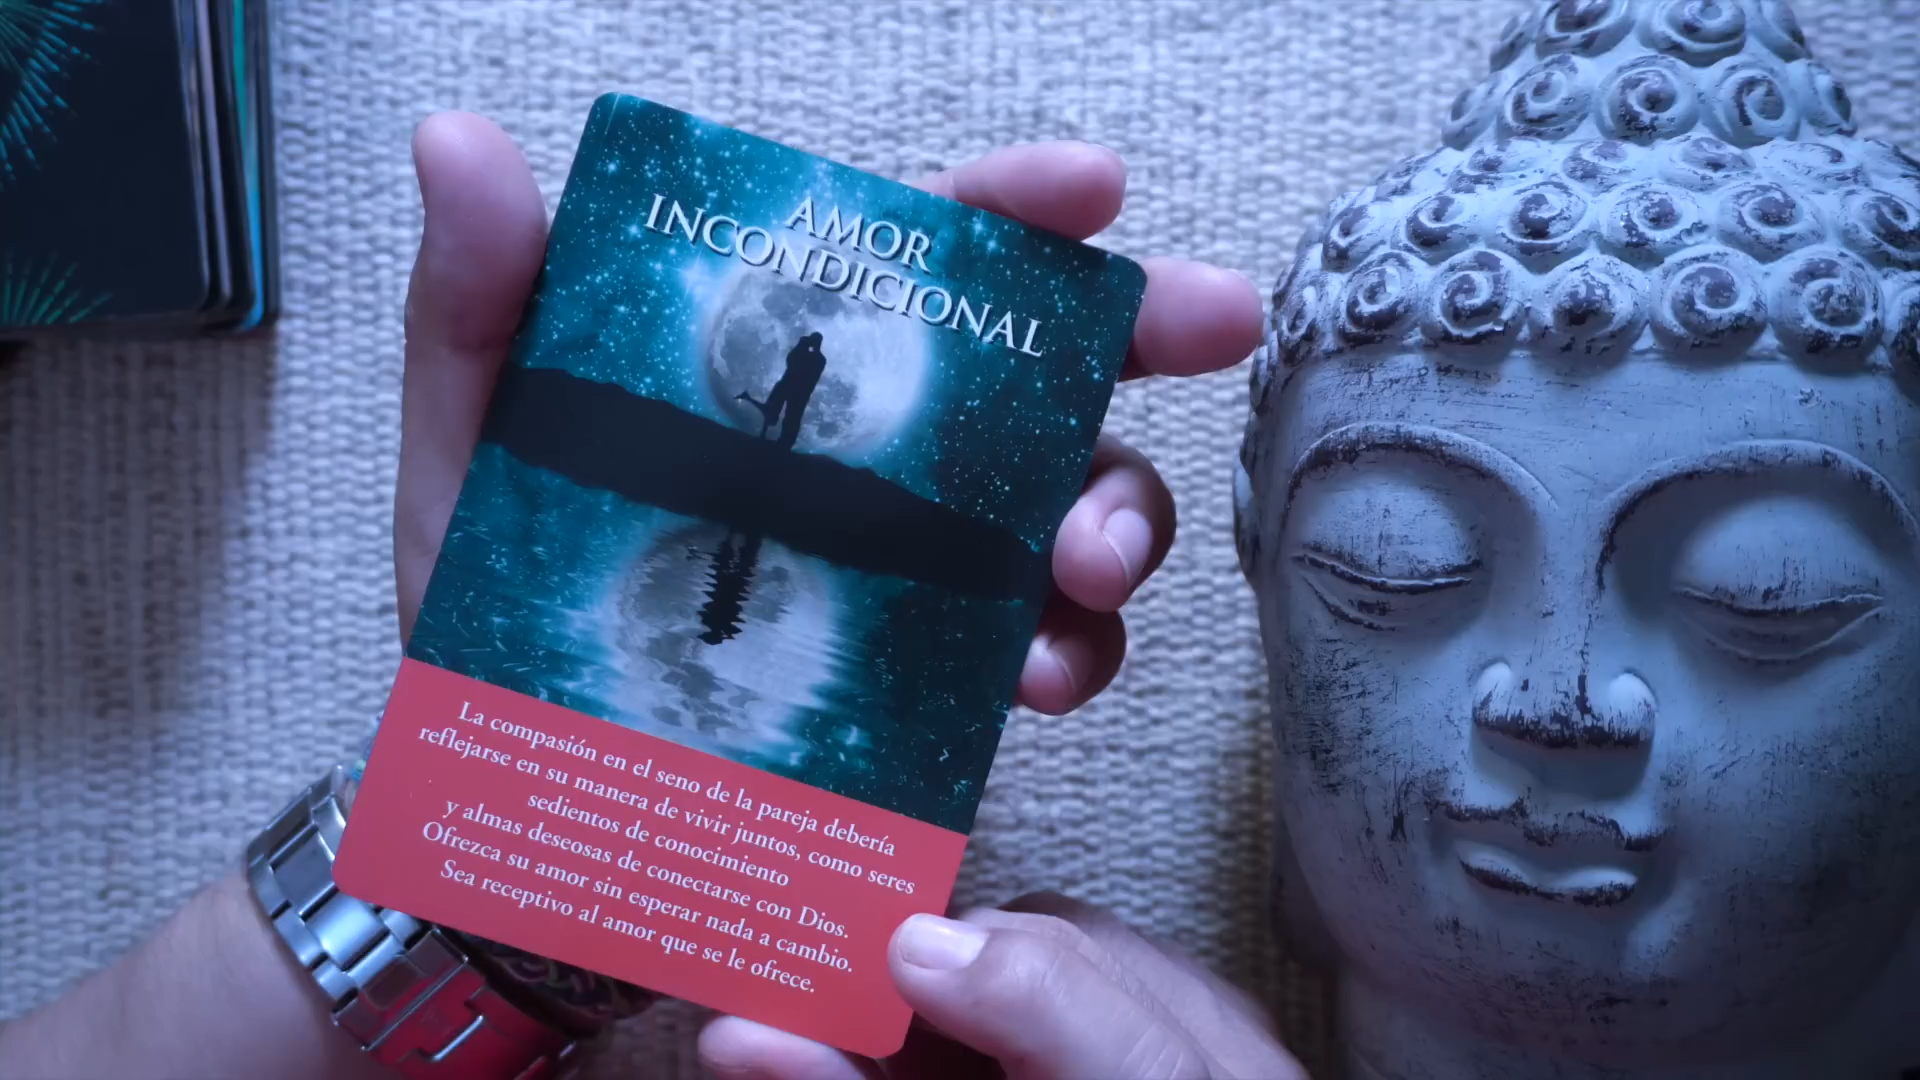 AMOR
INCONDICIONAL
La compasión en el seno de la pareja debería
reflejarse en su manera de vivir juntos, como seres
sedientos de conocimiento
y almas deseosas de conectarse con Dios.
Ofrezca su amor sin esperar nada a cambio.
Sea receptivo al amor que se le ofrece.